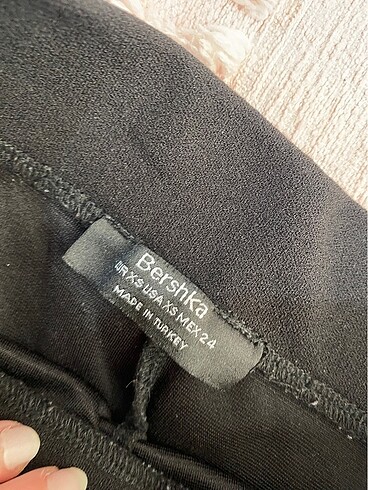 Bershka
EUR XS USA XS MEX 24
MADE IN TURKEY